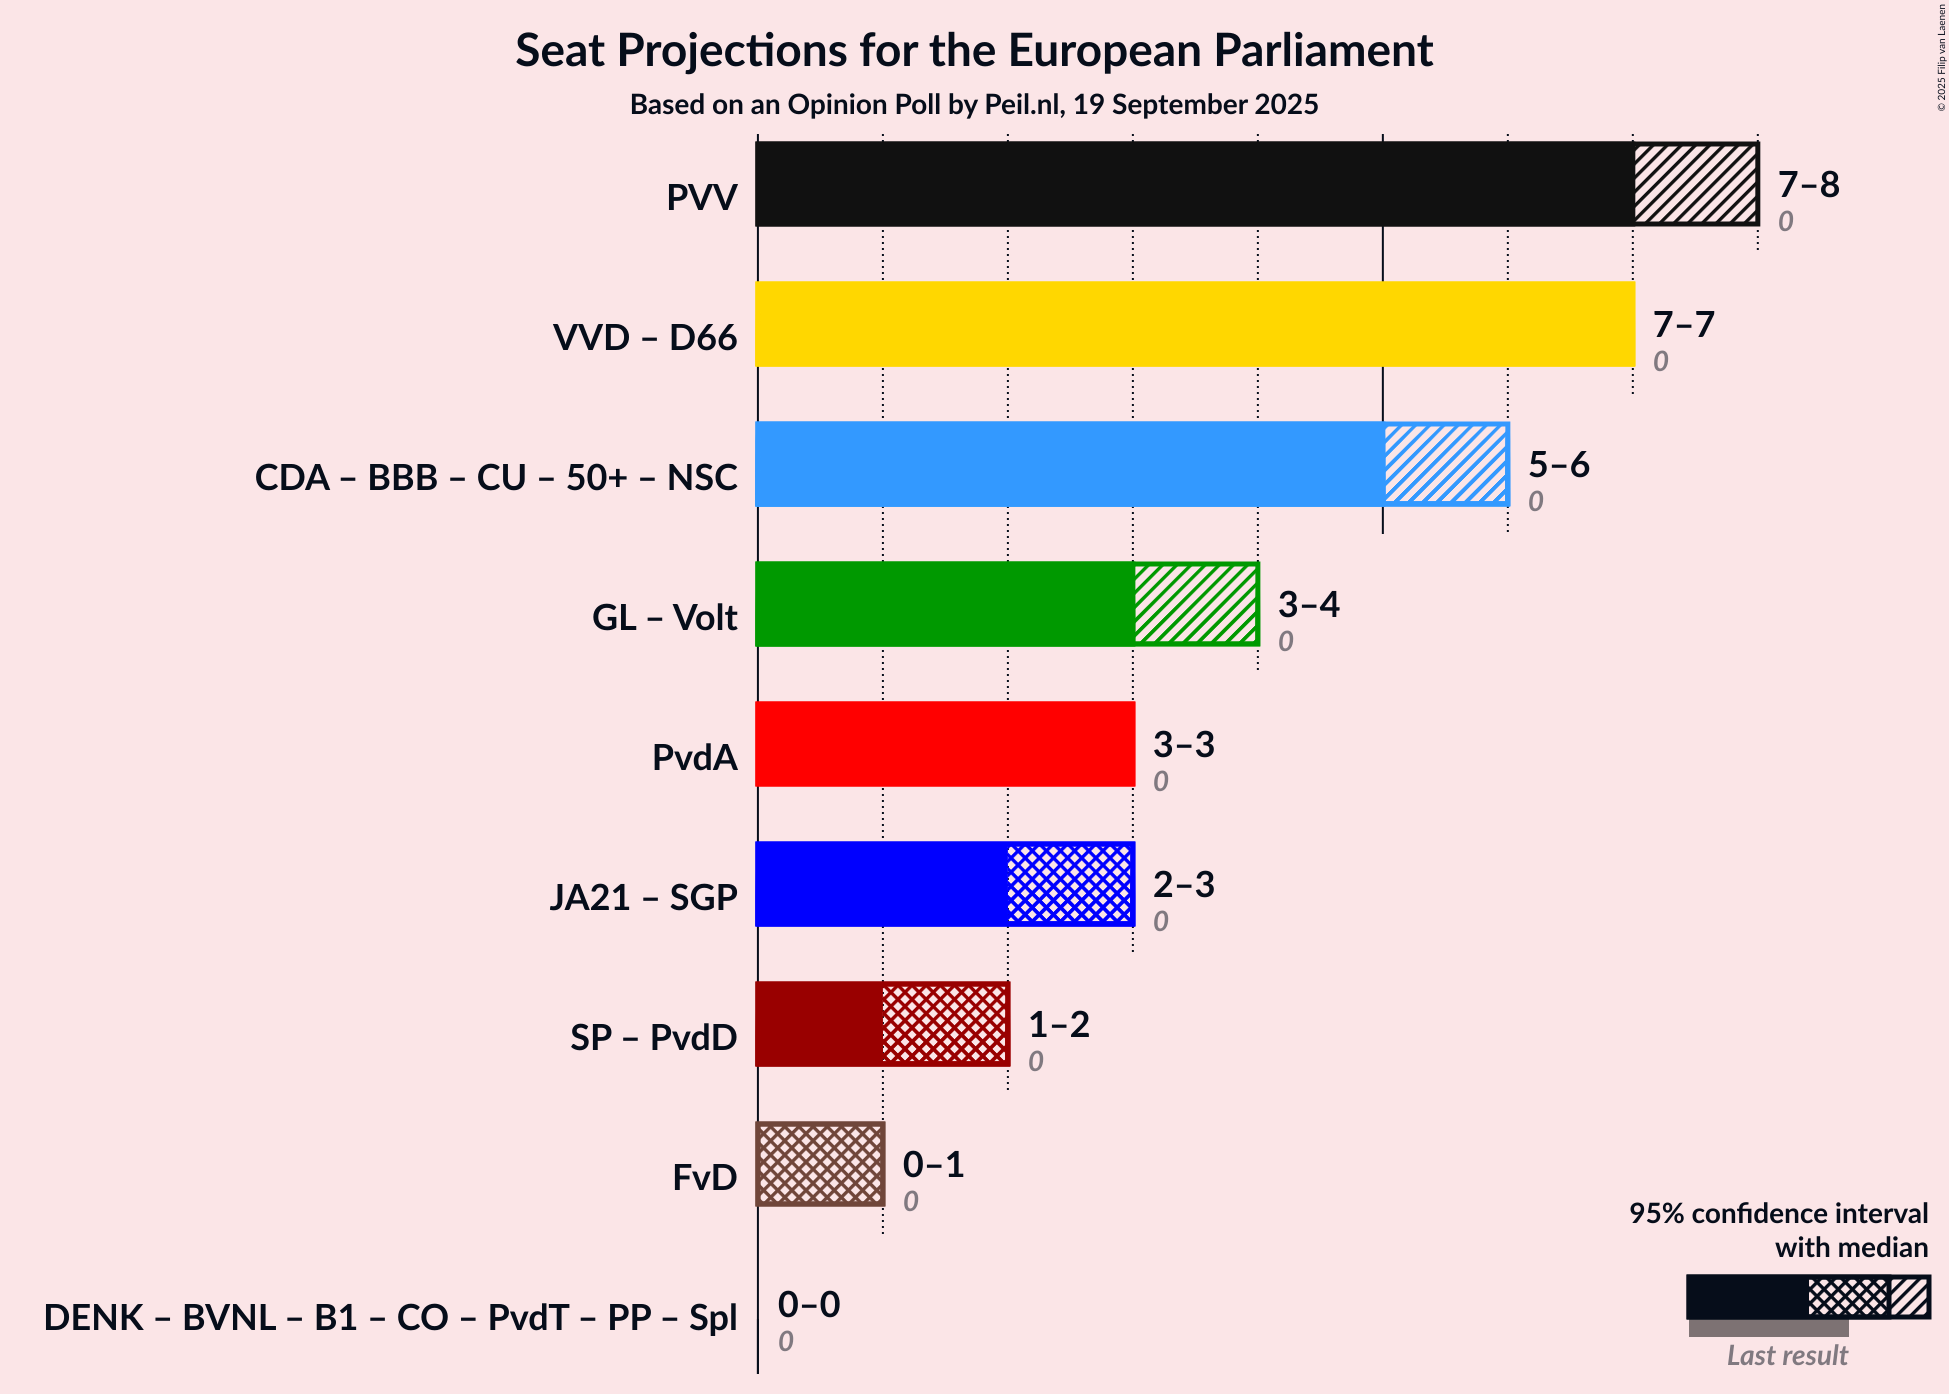 Seat Projections for the European Parliament
Based on an Opinion Poll by Peil.nl, 19 September 2025
© 2025 Filip van Laenen
PVV
7–8
0
VVD – D66
7–7
0
CDA – BBB – CU – 50+ – NSC
5–6
0
GL – Volt
3–4
0
PvdA
3–3
0
JA21 – SGP
2–3
0
SP – PvdD
1–2
0
FvD
0–1
0
DENK – BVNL – B1 – CO – PvdT – PP – Spl
0–0
0
95% confidence interval
with median
Last result